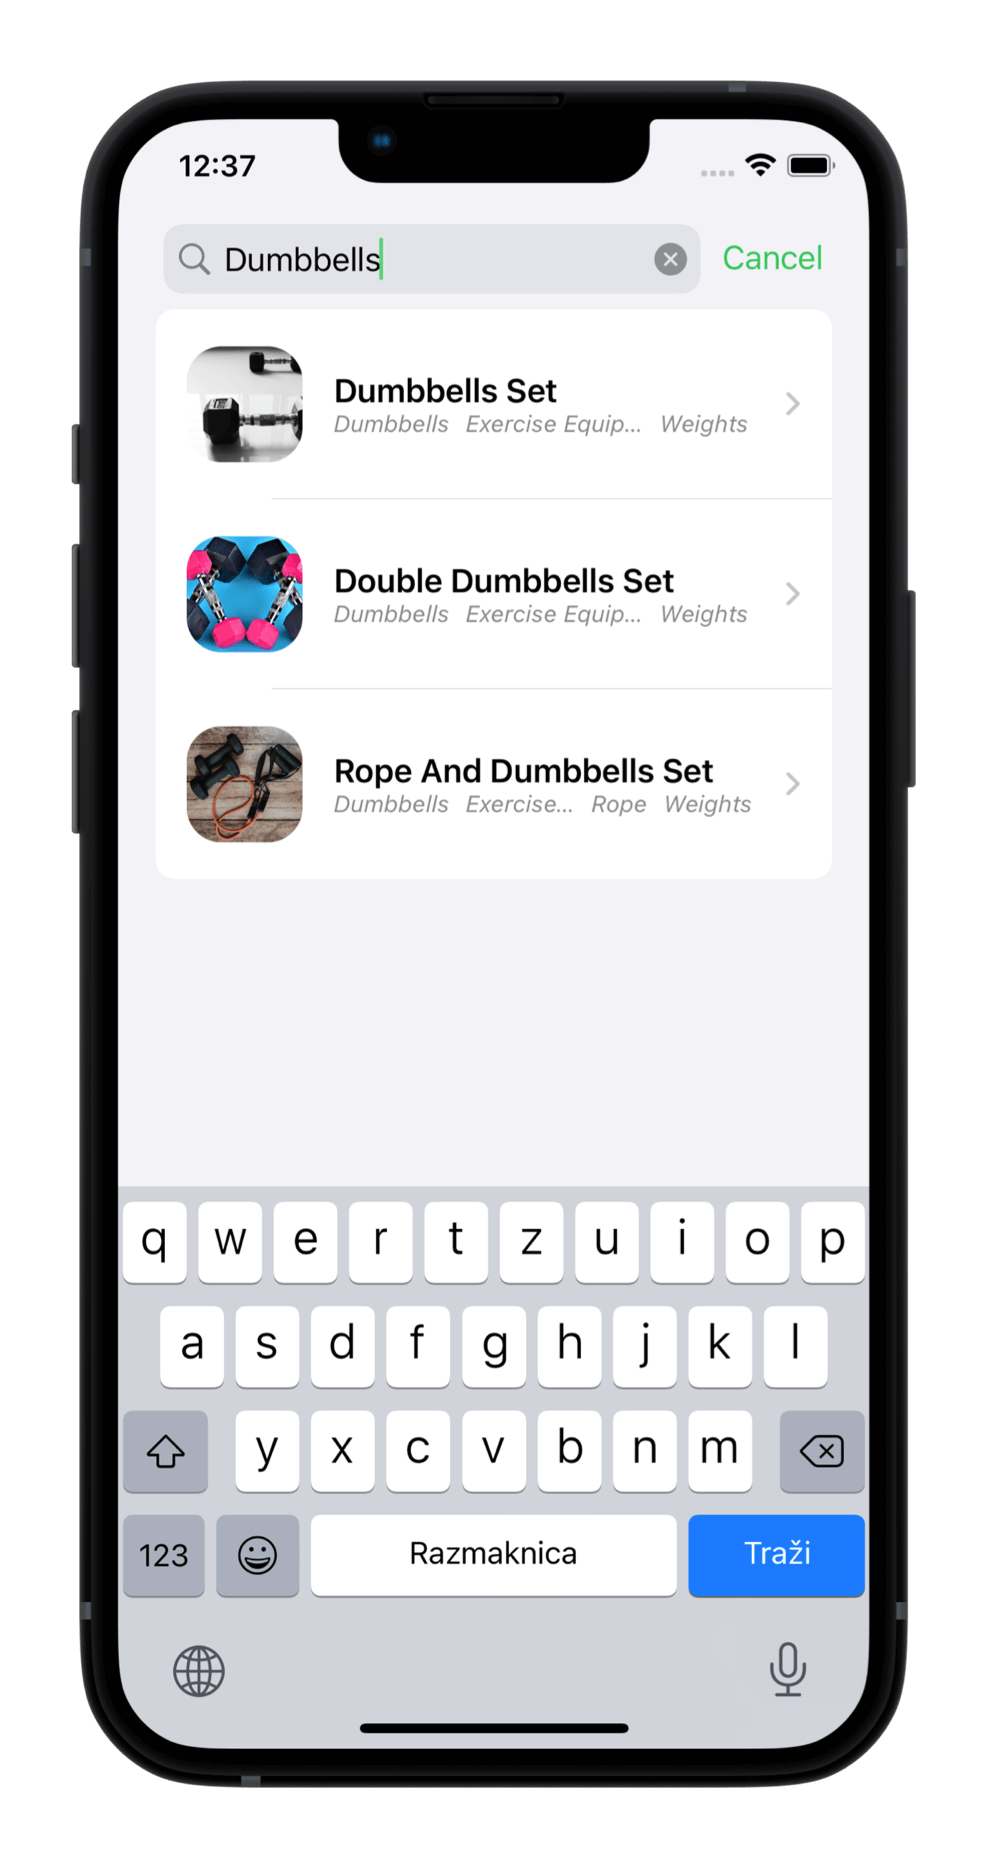 12:37
Dumbbells Cancel
Dumbbells Set
Dumbbells Exercise Equip... Weights
Double Dumbbells Set
Dumbbells Exercise Equip... Weights
Rope And Dumbbells Set
Dumbbells Exercise... Rope Weights
q w e r t z u i o p
a s d f g h j k l
y x c v b n m
123 Razmaknica Traži